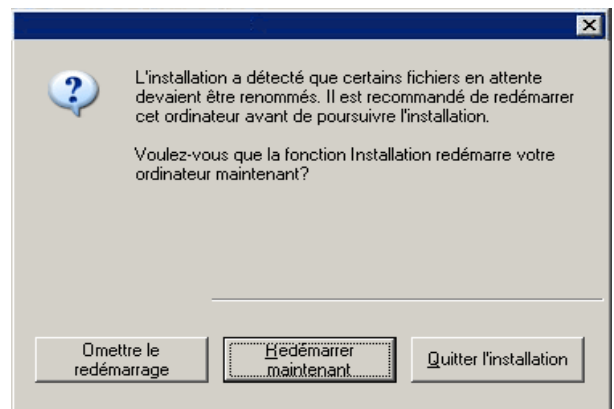 L'installation a détecté que certains fichiers en attente
devaient être renommés. Il est recommandé de redémarrer
cet ordinateur avant de poursuivre l'installation.
Voulez-vous que la fonction Installation redémarre votre
ordinateur maintenant?
Omettre le
redémarrage
Redémarrer
maintenant
Quitter l'installation